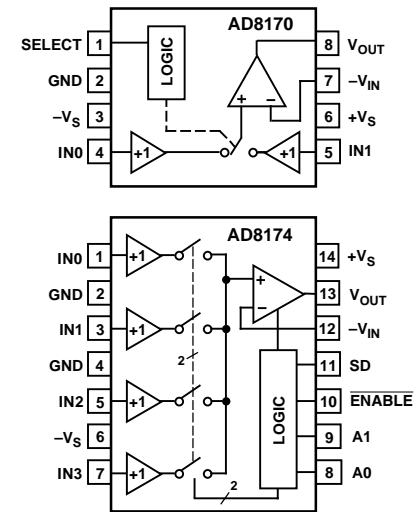 AD8170
SELECT 1 LOGIC 8 VOUT
GND 2 7 –VIN
+ –
–VS 3 6 +VS
IN0 4 +1 +1 5 IN1
AD8174
IN0 1 +1 14 +VS
GND 2 + 13 VOUT
–
IN1 3 +1 12 –VIN
GND 4 2 11 SD
IN2 5 +1 LOGIC 10 ENABLE
–VS 6 9 A1
IN3 7 +1 8 A0
2